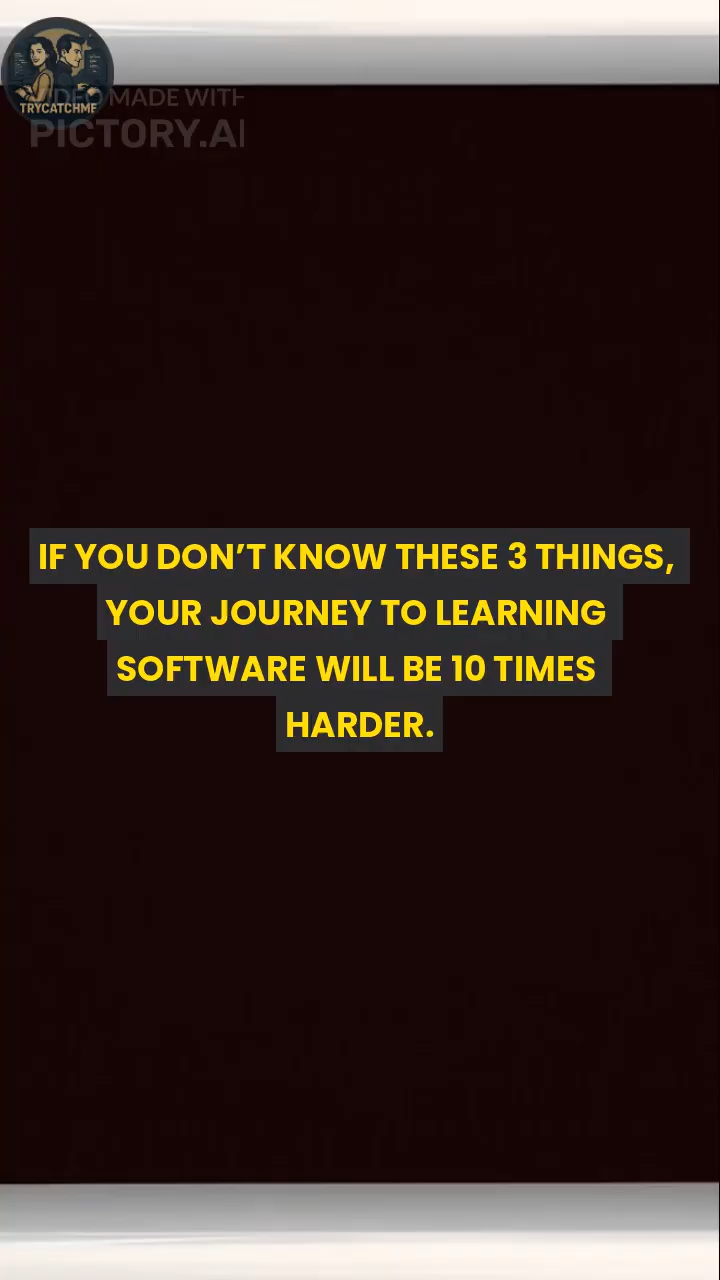 VIDEO MADE WITH
TRYCATCHME
PICTORY.AI
IF YOU DON’T KNOW THESE 3 THINGS,
YOUR JOURNEY TO LEARNING
SOFTWARE WILL BE 10 TIMES
HARDER.